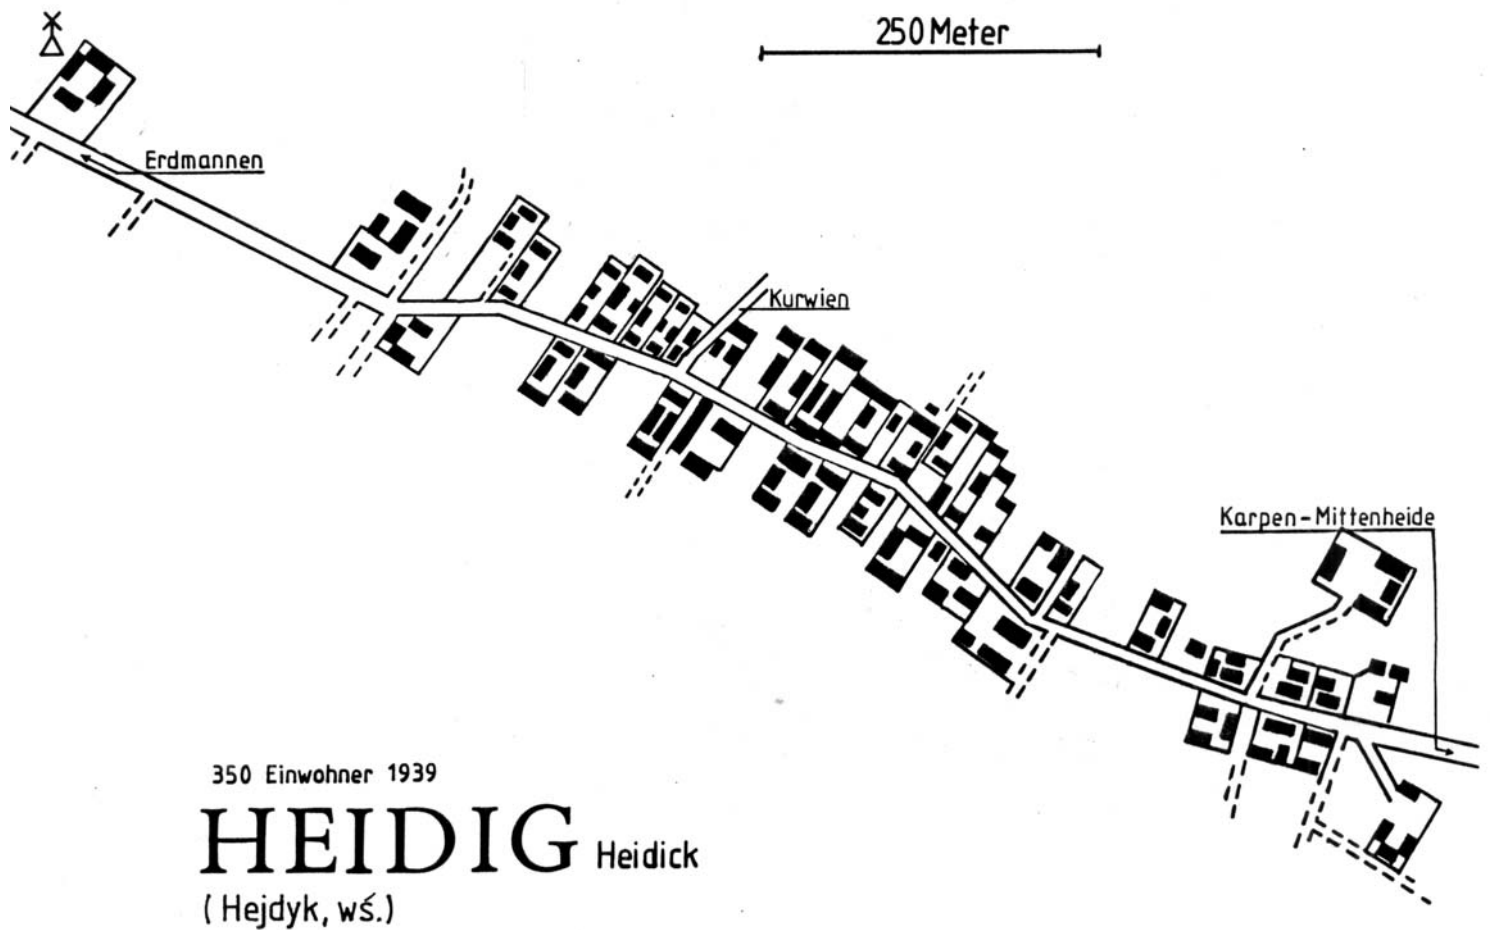 250 Meter
Erdmannen
Kurwien
Karpen-Mittenheide
350 Einwohner 1939
HEIDIG Heidick
(Hejdyk, wś.)